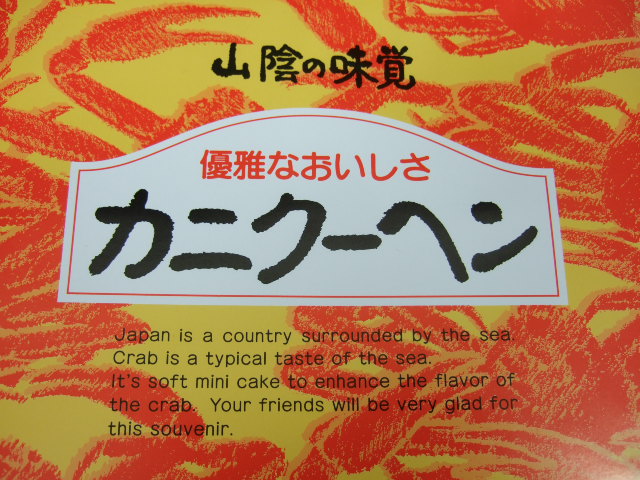 山陰の味覚
優雅なおいしさ
カニクーヘン
Japan is a country surrounded by the sea.
Crab is a typical taste of the sea.
It's soft mini cake to enhance the flavor of
the crab. Your friends will be very glad for
this souvenir.